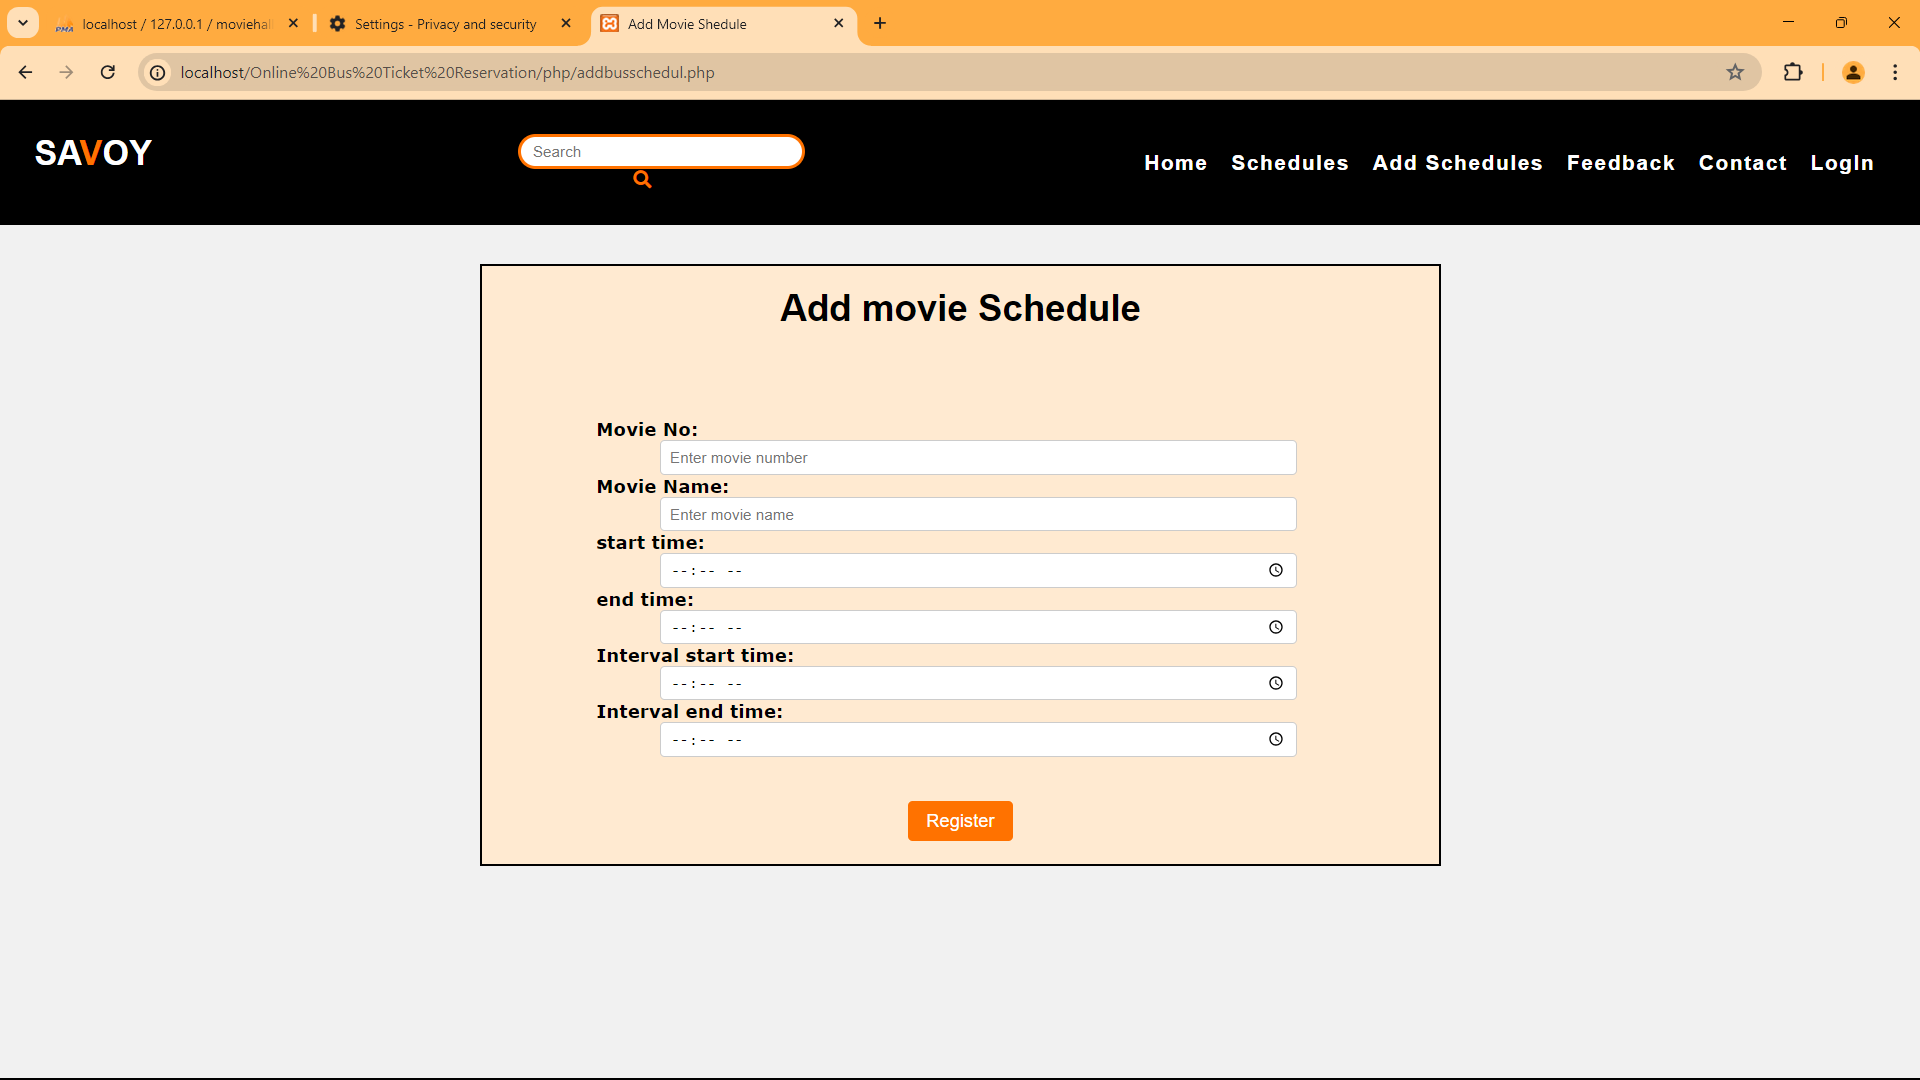 localhost / 127.0.0.1 / moviehal
Settings - Privacy and security
Add Movie Shedule
localhost/Online%20Bus%20Ticket%20Reservation/php/addbusschedul.php
SAVOY
Search
Home Schedules Add Schedules Feedback Contact LogIn
Add movie Schedule
Movie No:
Enter movie number
Movie Name:
Enter movie name
start time:
--:-- --
end time:
--:-- --
Interval start time:
--:-- --
Interval end time:
--:-- --
Register